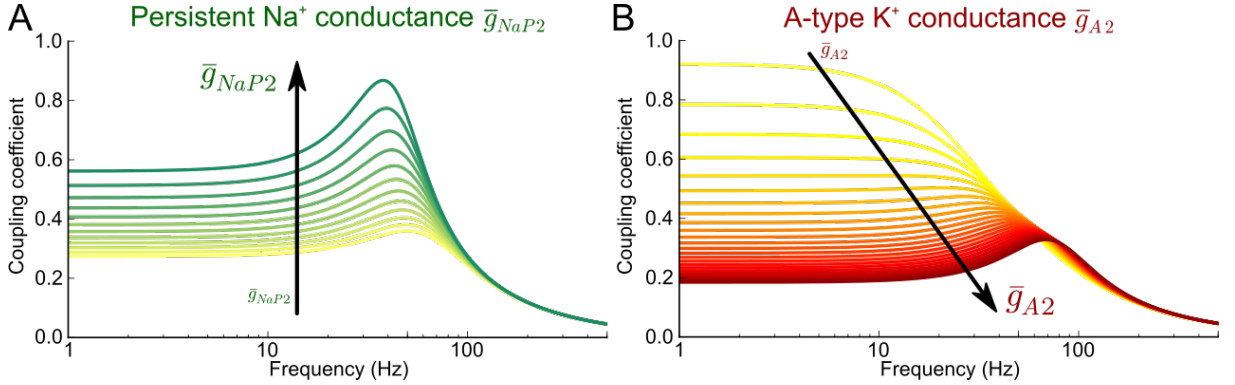 A
Persistent Na⁺ conductance ḡ_NaP2
Coupling coefficient
1.0
0.8
0.6
0.4
0.2
0.0
ḡ_NaP2
ḡ_NaP2
1
10
100
Frequency (Hz)
B
A-type K⁺ conductance ḡ_A2
Coupling coefficient
1.0
0.8
0.6
0.4
0.2
0.0
ḡ_A2
ḡ_A2
1
10
100
Frequency (Hz)